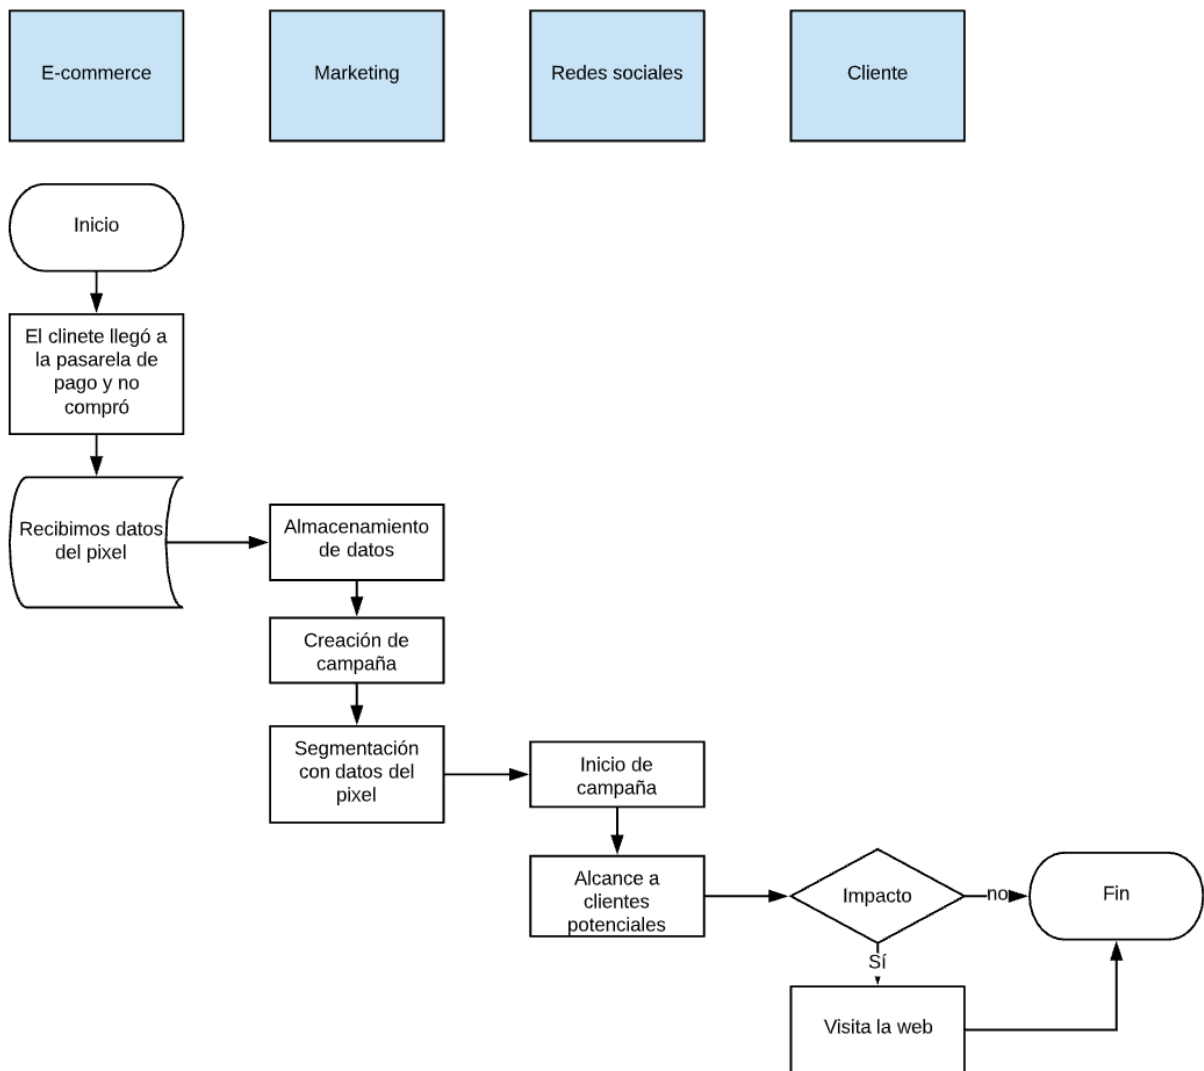 E-commerce
Marketing
Redes sociales
Cliente
Inicio
El clinete llegó a
la pasarela de
pago y no
compró
Recibimos datos
del pixel
Almacenamiento
de datos
Creación de
campaña
Segmentación
con datos del
pixel
Inicio de
campaña
Alcance a
clientes
potenciales
Impacto
no
Fin
Sí
Visita la web